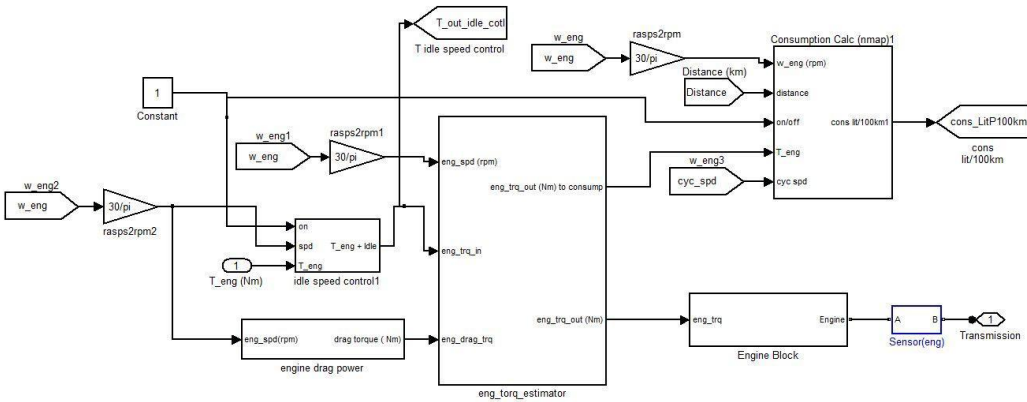 T_out_idle_cotl
T idle speed control
w_eng
w_eng
rasps2rpm
30/pi
Consumption Calc (nmap)1
w_eng (rpm)
distance
on/off
T_eng
cyc spd
cons lit/100km1
Distance (km)
Distance
cons_LitP100km
cons
lit/100km
1
Constant
w_eng1
w_eng
rasps2rpm1
30/pi
w_eng3
cyc_spd
w_eng2
w_eng
30/pi
rasps2rpm2
on
spd
T_eng
T_eng + Idle
idle speed control1
1
T_eng (Nm)
eng_spd (rpm)
eng_trq_out (Nm) to consump
eng_trq_in
eng_trq_out (Nm)
eng_drag_trq
eng_torq_estimator
eng_spd(rpm)
drag torque ( Nm)
engine drag power
eng_trq
Engine
Engine Block
A
B
Sensor(eng)
1
Transmission